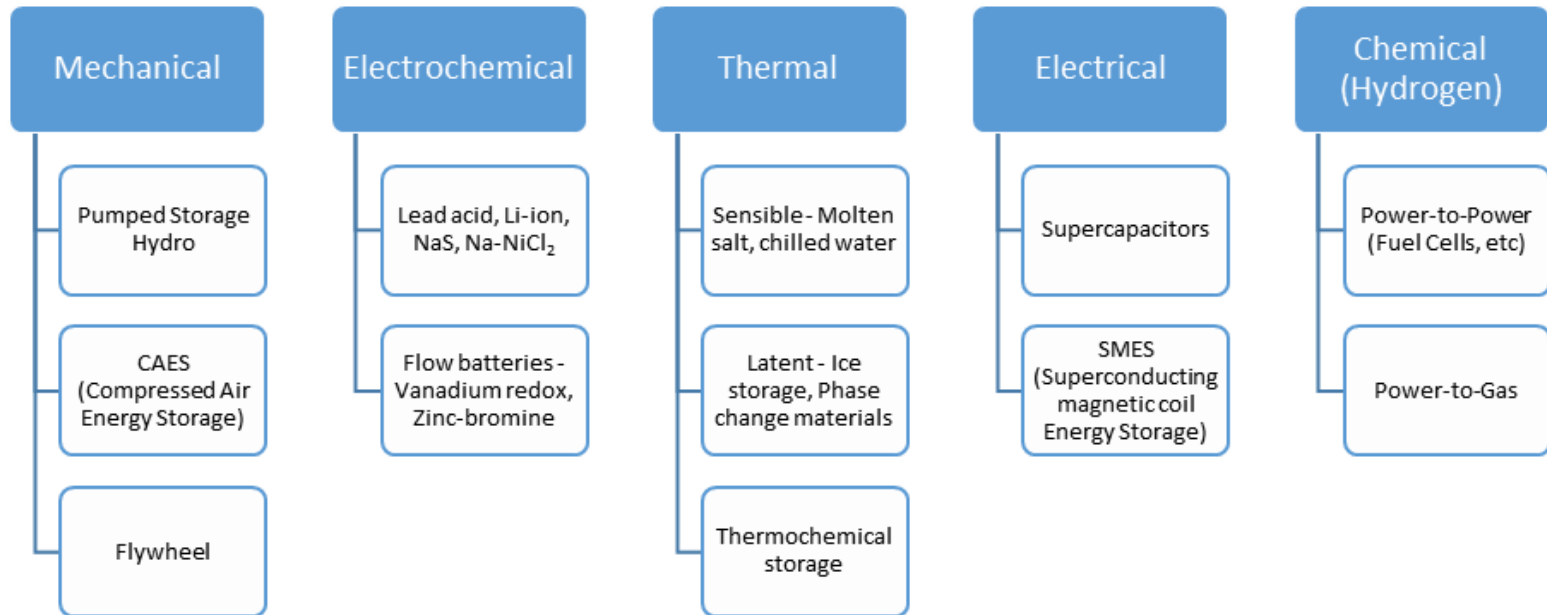 Mechanical
Pumped Storage
Hydro
CAES
(Compressed Air
Energy Storage)
Flywheel
Electrochemical
Lead acid, Li-ion,
NaS, Na-NiCl₂
Flow batteries -
Vanadium redox,
Zinc-bromine
Thermal
Sensible - Molten
salt, chilled water
Latent - Ice
storage, Phase
change materials
Thermochemical
storage
Electrical
Supercapacitors
SMES
(Superconducting
magnetic coil
Energy Storage)
Chemical
(Hydrogen)
Power-to-Power
(Fuel Cells, etc)
Power-to-Gas